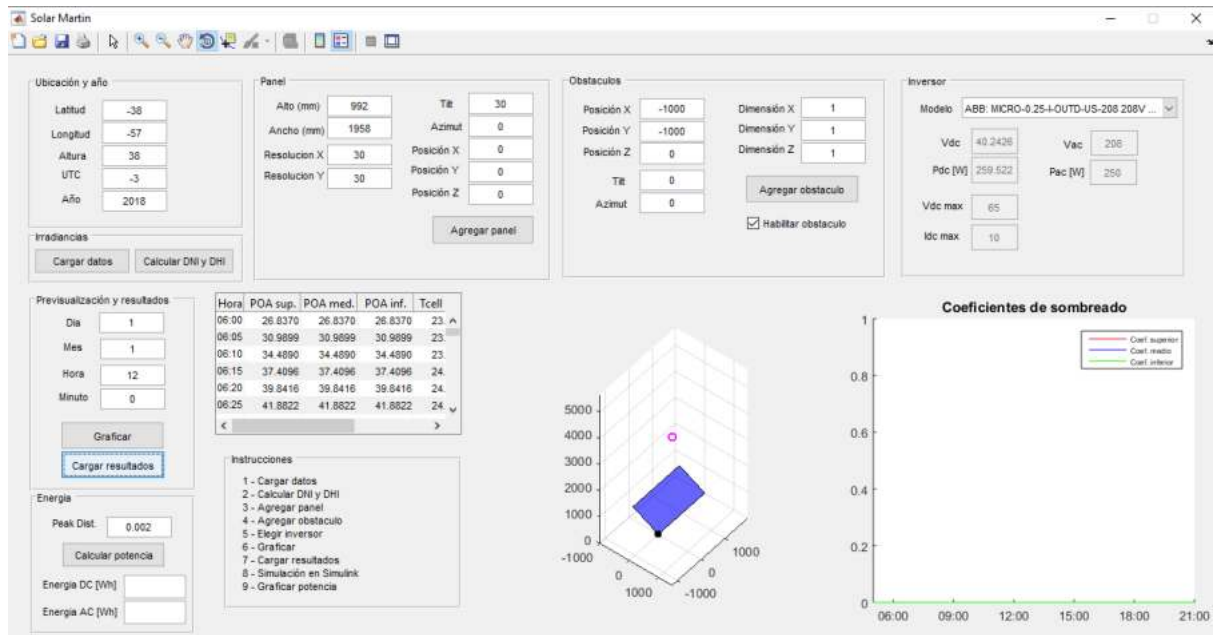 Solar Martin
Ubicación y año
Latitud -38
Longitud -57
Altura 38
UTC -3
Año 2018
Irradiancias
Cargar datos Calcular DNI y DHI
Panel
Alto (mm) 992
Ancho (mm) 1958
Resolucion X 30
Resolucion Y 30
Tilt 30
Azimut 0
Posición X 0
Posición Y 0
Posición Z 0
Agregar panel
Obstaculos
Posición X -1000
Posición Y -1000
Posición Z 0
Tilt 0
Azimut 0
Dimensión X 1
Dimensión Y 1
Dimensión Z 1
Agregar obstaculo
Habilitar obstaculo
Inversor
Modelo ABB: MICRO-0.25-I-OUTD-US-208 208V ...
Vdc 40.2426 Vac 208
Pdc [W] 259.522 Pac [W] 250
Vdc max 65
Idc max 10
Previsualización y resultados
Dia 1
Mes 1
Hora 12
Minuto 0
Graficar
Cargar resultados
Energia
Peak Dist. 0.002
Calcular potencia
Energia DC [Wh]
Energia AC [Wh]
Hora POA sup. POA med. POA inf. Tcell
06:00 26.8370 26.8370 26.8370 23.
06:05 30.9899 30.9899 30.9899 23.
06:10 34.4890 34.4890 34.4890 23.
06:15 37.4096 37.4096 37.4096 24.
06:20 39.8416 39.8416 39.8416 24.
06:25 41.8822 41.8822 41.8822 24.
Instrucciones
1 - Cargar datos
2 - Calcular DNI y DHI
3 - Agregar panel
4 - Agregar obstaculo
5 - Elegir inversor
6 - Graficar
7 - Cargar resultados
8 - Simulación en Simulink
9 - Graficar potencia
5000
4000
3000
2000
1000
0
-1000
0
1000
-1000
0
1000
Coeficientes de sombreado
Coef. superior
Coef. medio
Coef. inferior
1
0.8
0.6
0.4
0.2
0
06:00 09:00 12:00 15:00 18:00 21:00